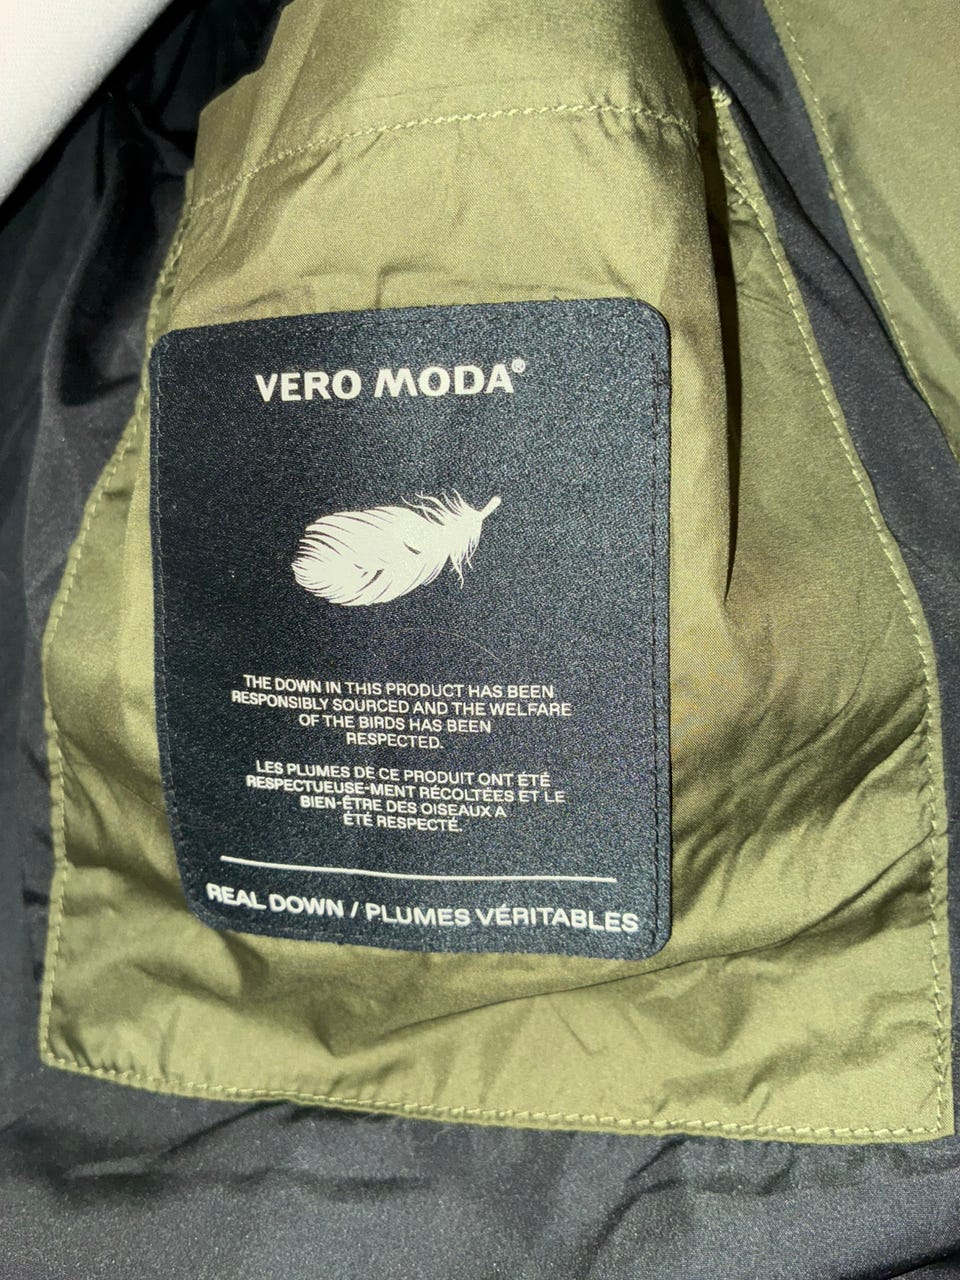 VERO MODA®
THE DOWN IN THIS PRODUCT HAS BEEN
RESPONSIBLY SOURCED AND THE WELFARE
OF THE BIRDS HAS BEEN
RESPECTED.
LES PLUMES DE CE PRODUIT ONT ÉTÉ
RESPECTUEUSE-MENT RÉCOLTÉES ET LE
BIEN-ÊTRE DES OISEAUX A
ÉTÉ RESPECTÉ.
REAL DOWN / PLUMES VÉRITABLES